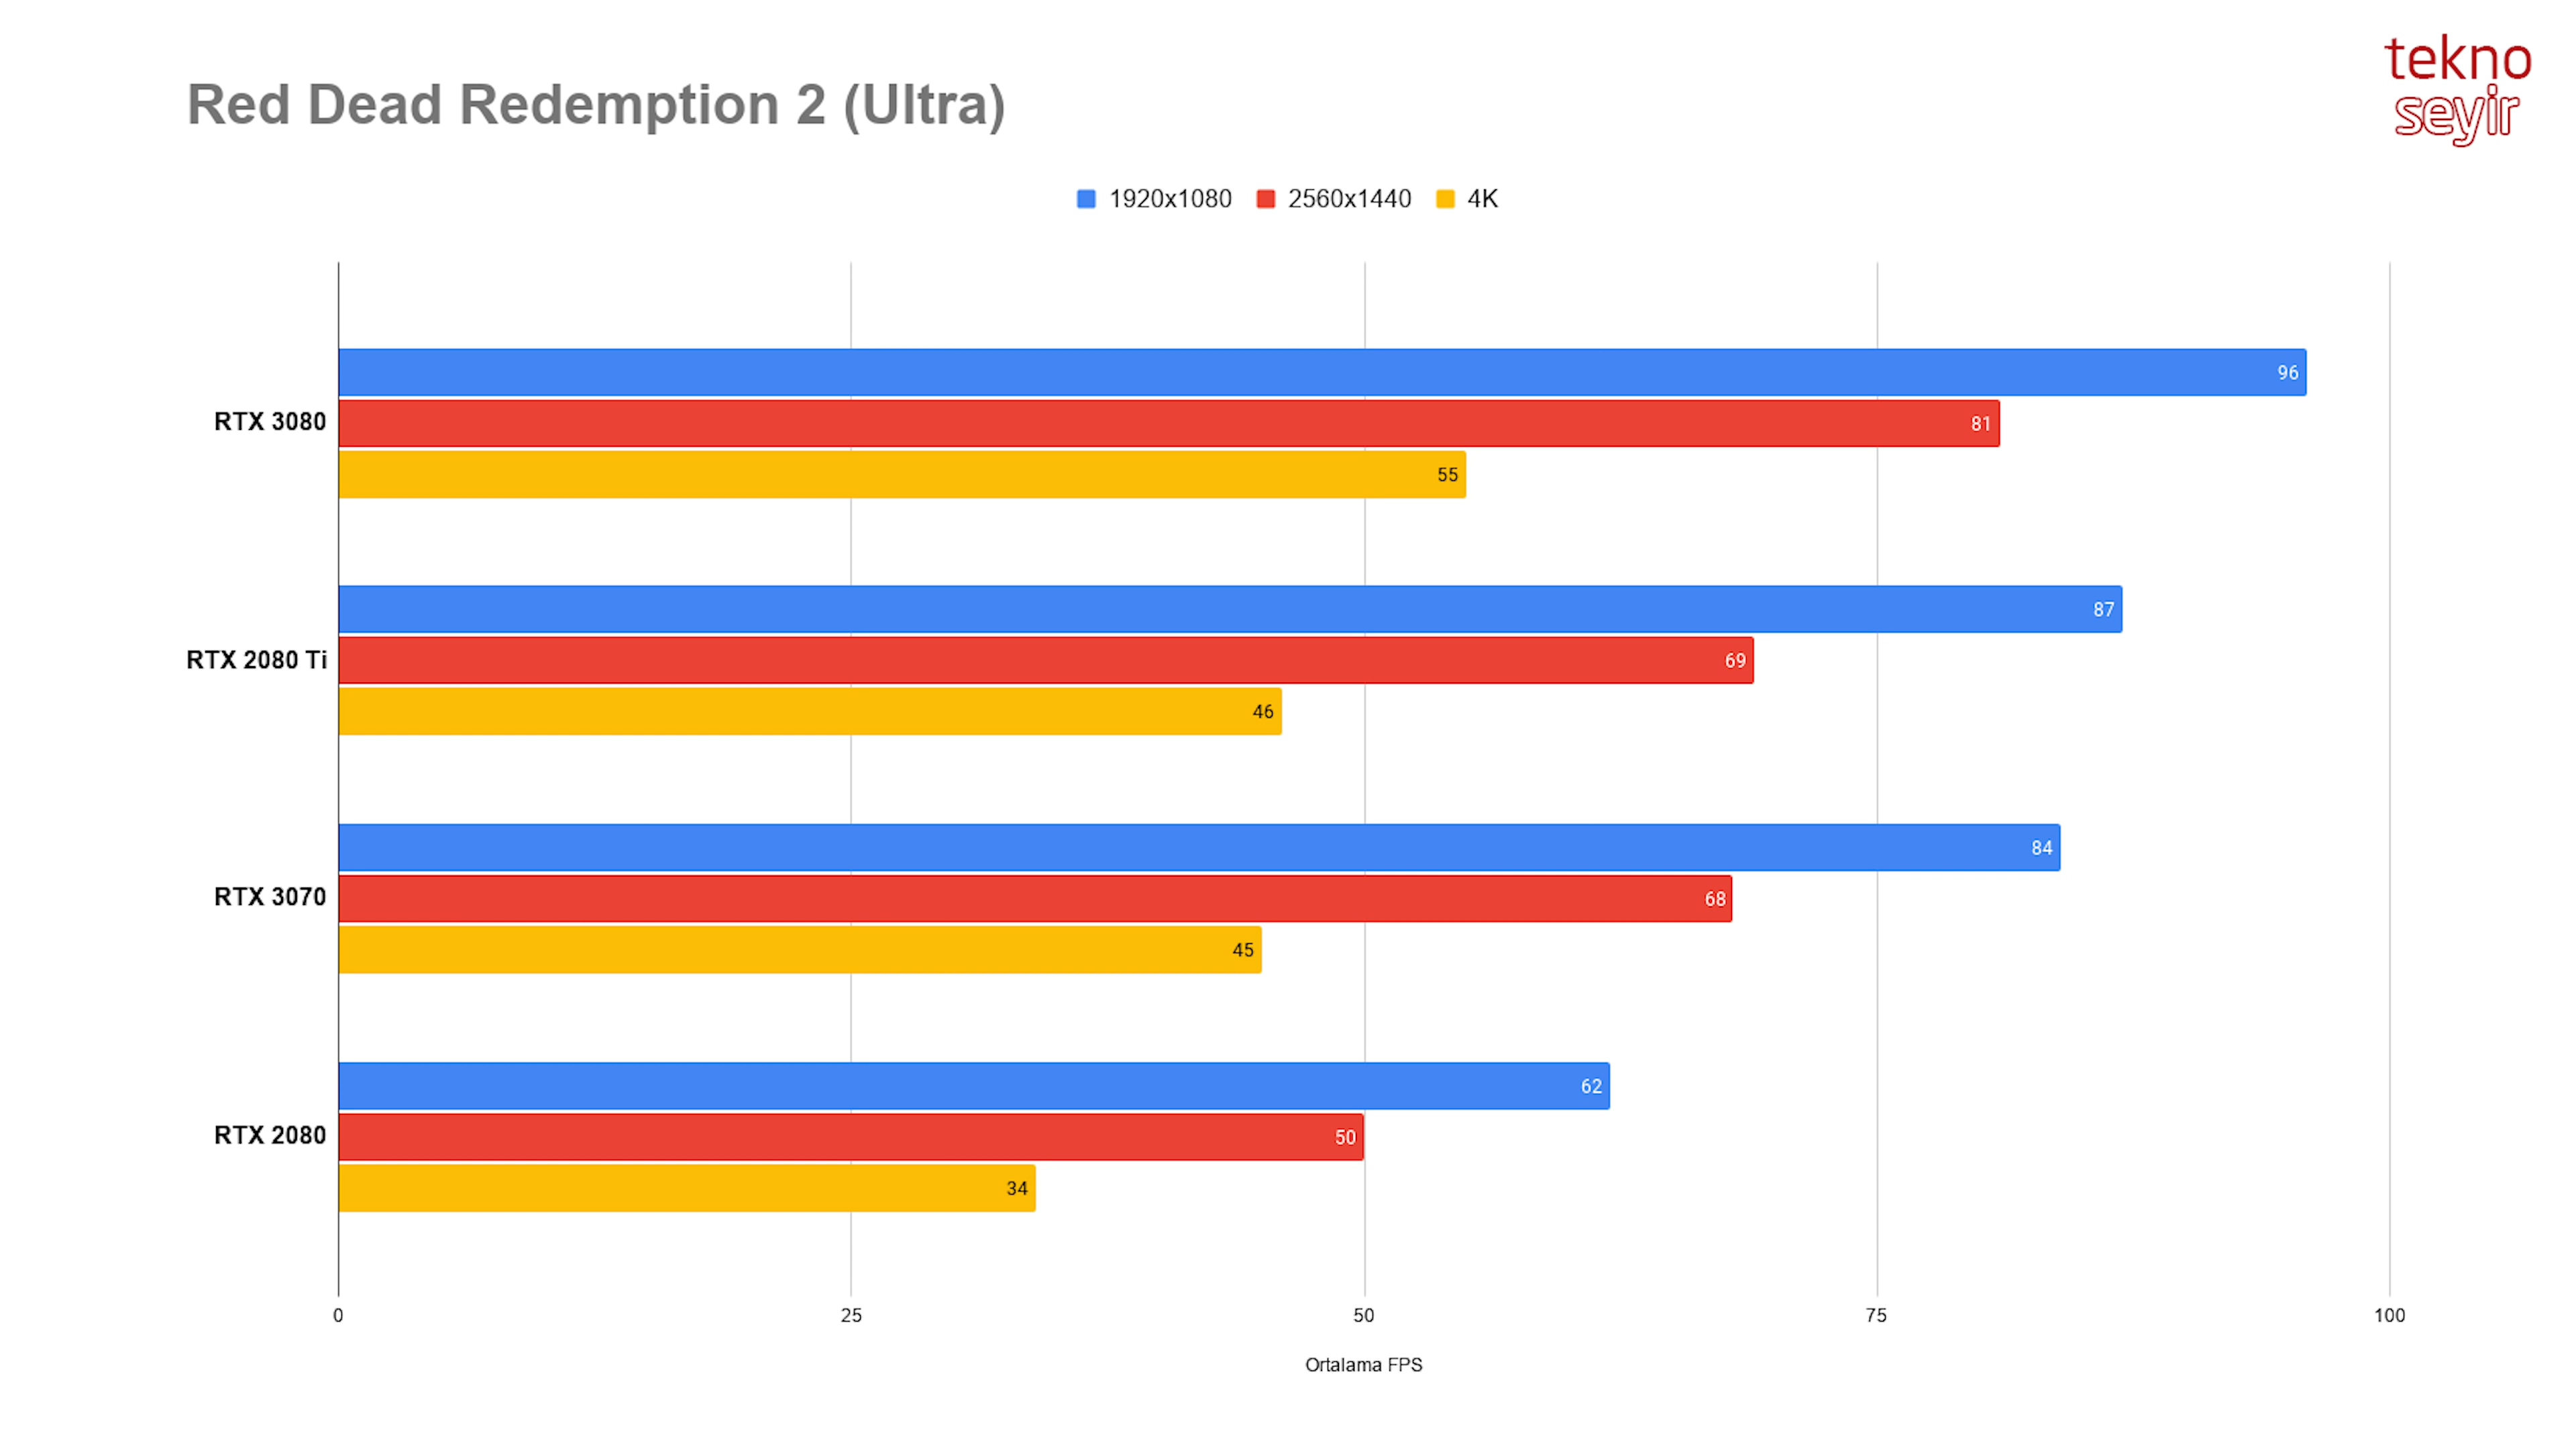 tekno
seyir
Red Dead Redemption 2 (Ultra)
1920x1080 2560x1440 4K
96
RTX 3080
81
55
87
RTX 2080 Ti
69
46
84
RTX 3070
68
45
62
RTX 2080
50
34
0 25 50 75 100
Ortalama FPS